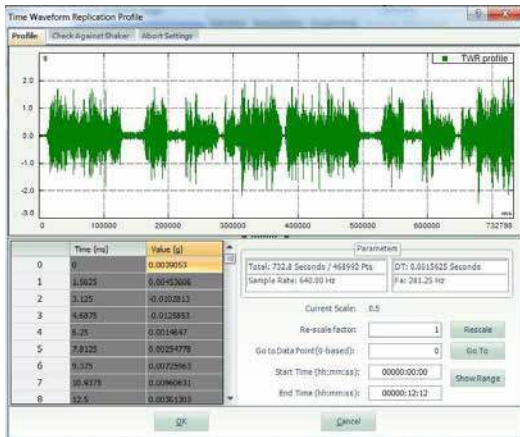 Time Waveform Replication Profile
Profile Check Against Shaker Abort Settings
g
TWR profile
2.0
1.0
0.0
-1.0
-2.0
-3.0
ms
0 100000 200000 300000 400000 500000 600000 732798
Time (ms) Value (g)
0 0 0.0039053
1 1.5625 0.00453606
2 3.125 -0.0102813
3 4.6875 -0.0125853
4 6.25 0.0014647
5 7.8125 0.00254778
6 9.375 0.00725963
7 10.9375 0.00960631
8 12.5 0.00361303
Parameters
Total: 732.8 Seconds / 468992 Pts DT: 0.0015625 Seconds
Sample Rate: 640.00 Hz Fa: 281.25 Hz
Current Scale: 0.5
Re-scale factor: 1 Rescale
Go to Data Point(0-based): 0 Go To
Start Time (hh:mm:ss): 00000:00:00
Show Range
End Time (hh:mm:ss): 00000:12:12
OK Cancel